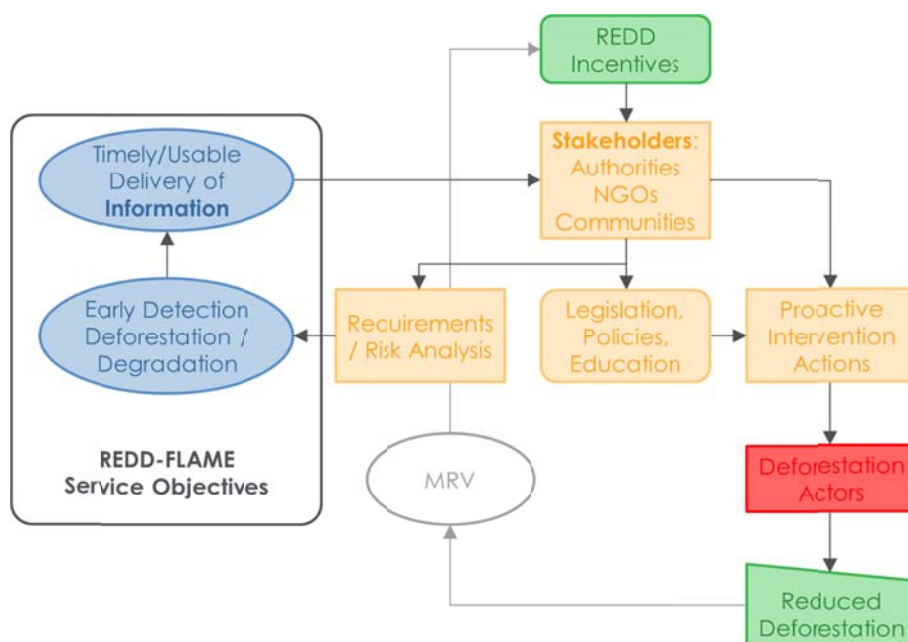 REDD
Incentives
Timely/Usable
Delivery of
Information
Stakeholders:
Authorities
NGOs
Communities
Early Detection
Deforestation /
Degradation
Recuirements
/ Risk Analysis
Legislation,
Policies,
Education
Proactive
Intervention
Actions
REDD-FLAME
Service Objectives
MRV
Deforestation
Actors
Reduced
Deforestation